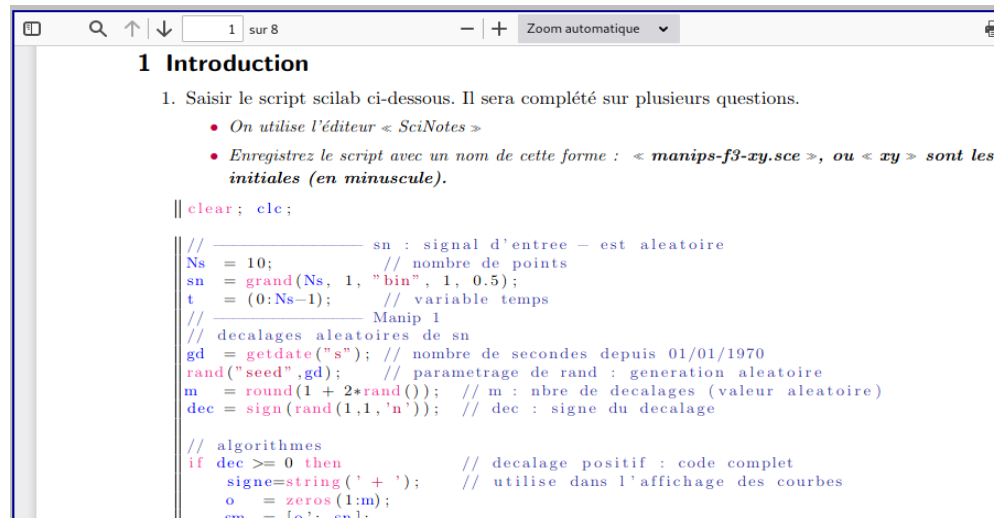 1 sur 8 Zoom automatique
1 Introduction
1. Saisir le script scilab ci-dessous. Il sera complété sur plusieurs questions.
• On utilise l'éditeur « SciNotes »
• Enregistrez le script avec un nom de cette forme : « manips-f3-xy.sce », ou « xy » sont les
initiales (en minuscule).
clear; clc;
// ——————— sn : signal d'entree – est aleatoire
Ns = 10; // nombre de points
sn = grand(Ns, 1, "bin", 1, 0.5);
t = (0:Ns-1); // variable temps
// ——————— Manip 1
// decalages aleatoires de sn
gd = getdate("s"); // nombre de secondes depuis 01/01/1970
rand("seed",gd); // parametrage de rand : generation aleatoire
m = round(1 + 2*rand()); // m : nbre de decalages (valeur aleatoire)
dec = sign(rand(1,1,'n')); // dec : signe du decalage
// algorithmes
if dec >= 0 then // decalage positif : code complet
signe=string(' + '); // utilise dans l'affichage des courbes
o = zeros(1:m);
sm = [o'; sn];